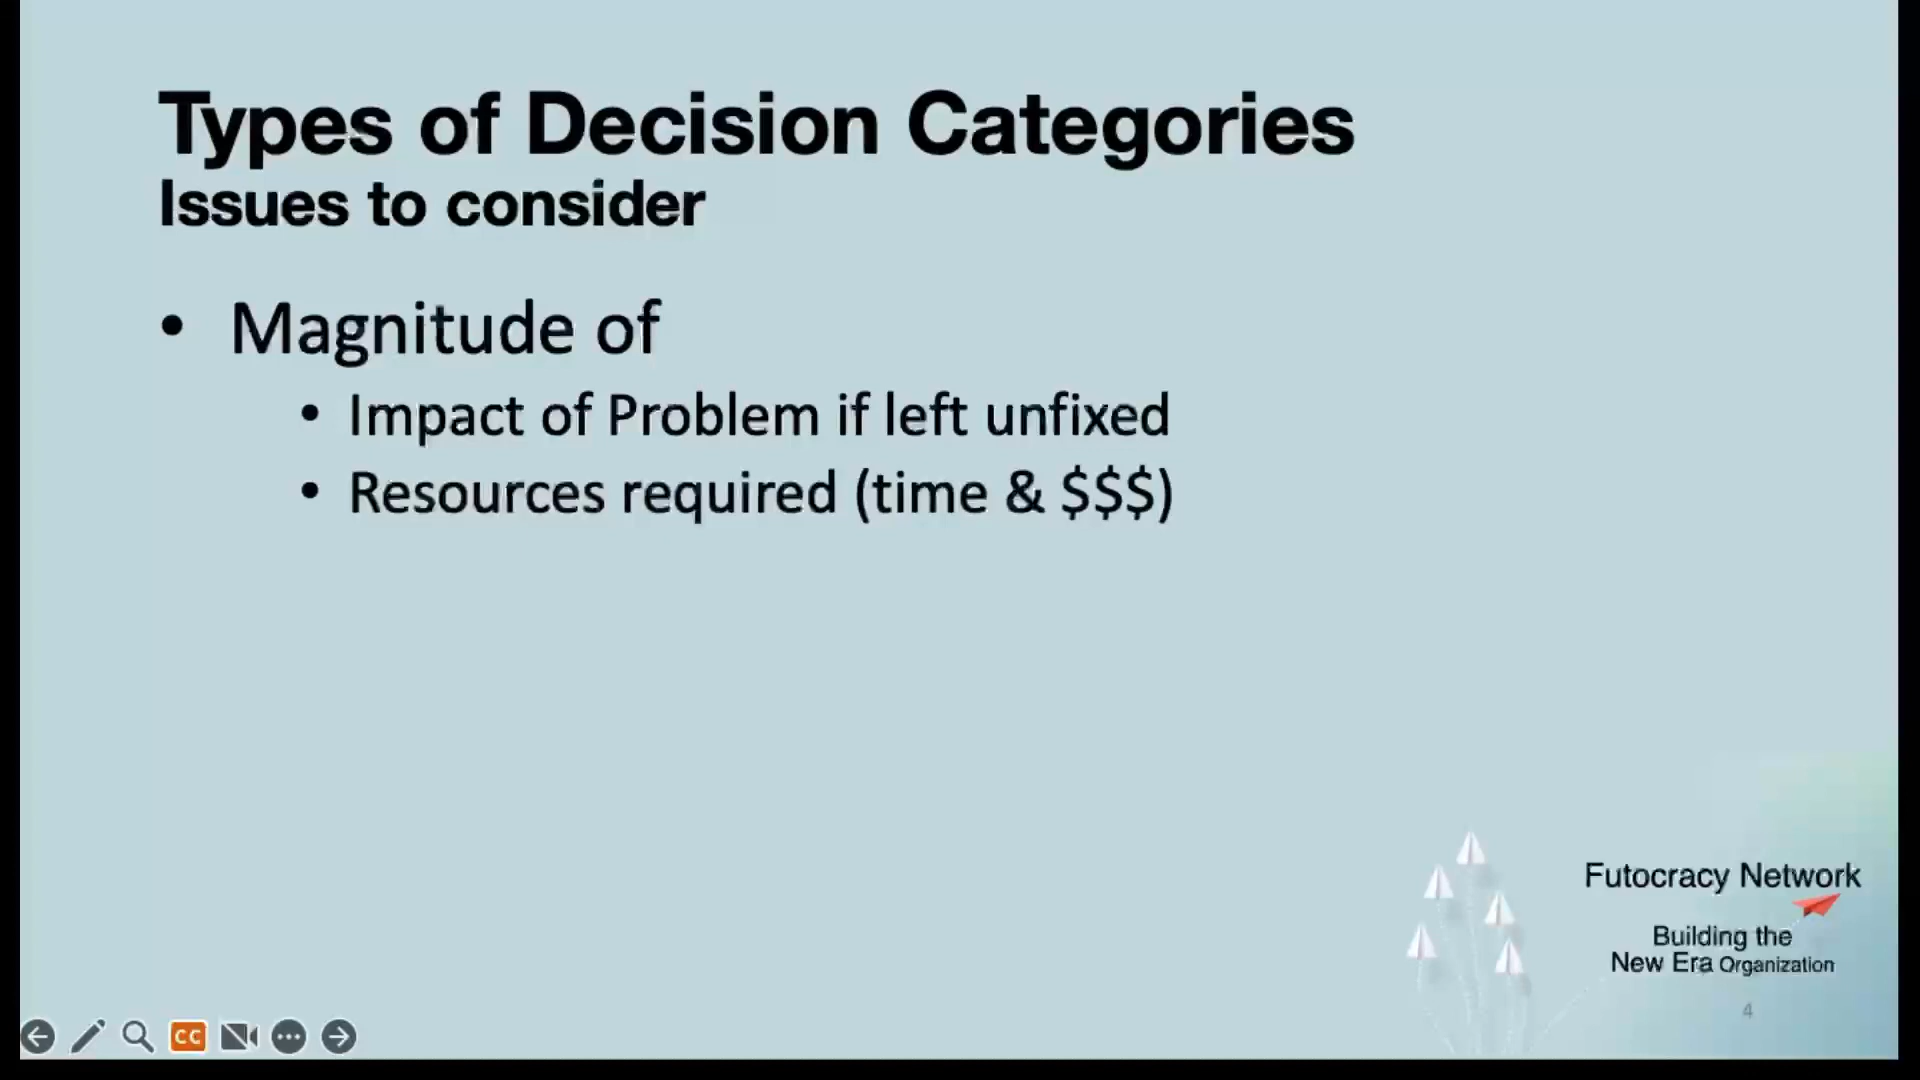 Types of Decision Categories
Issues to consider
• Magnitude of
• Impact of Problem if left unfixed
• Resources required (time & $$$)
Futocracy Network
Building the
New Era Organization
4
CC